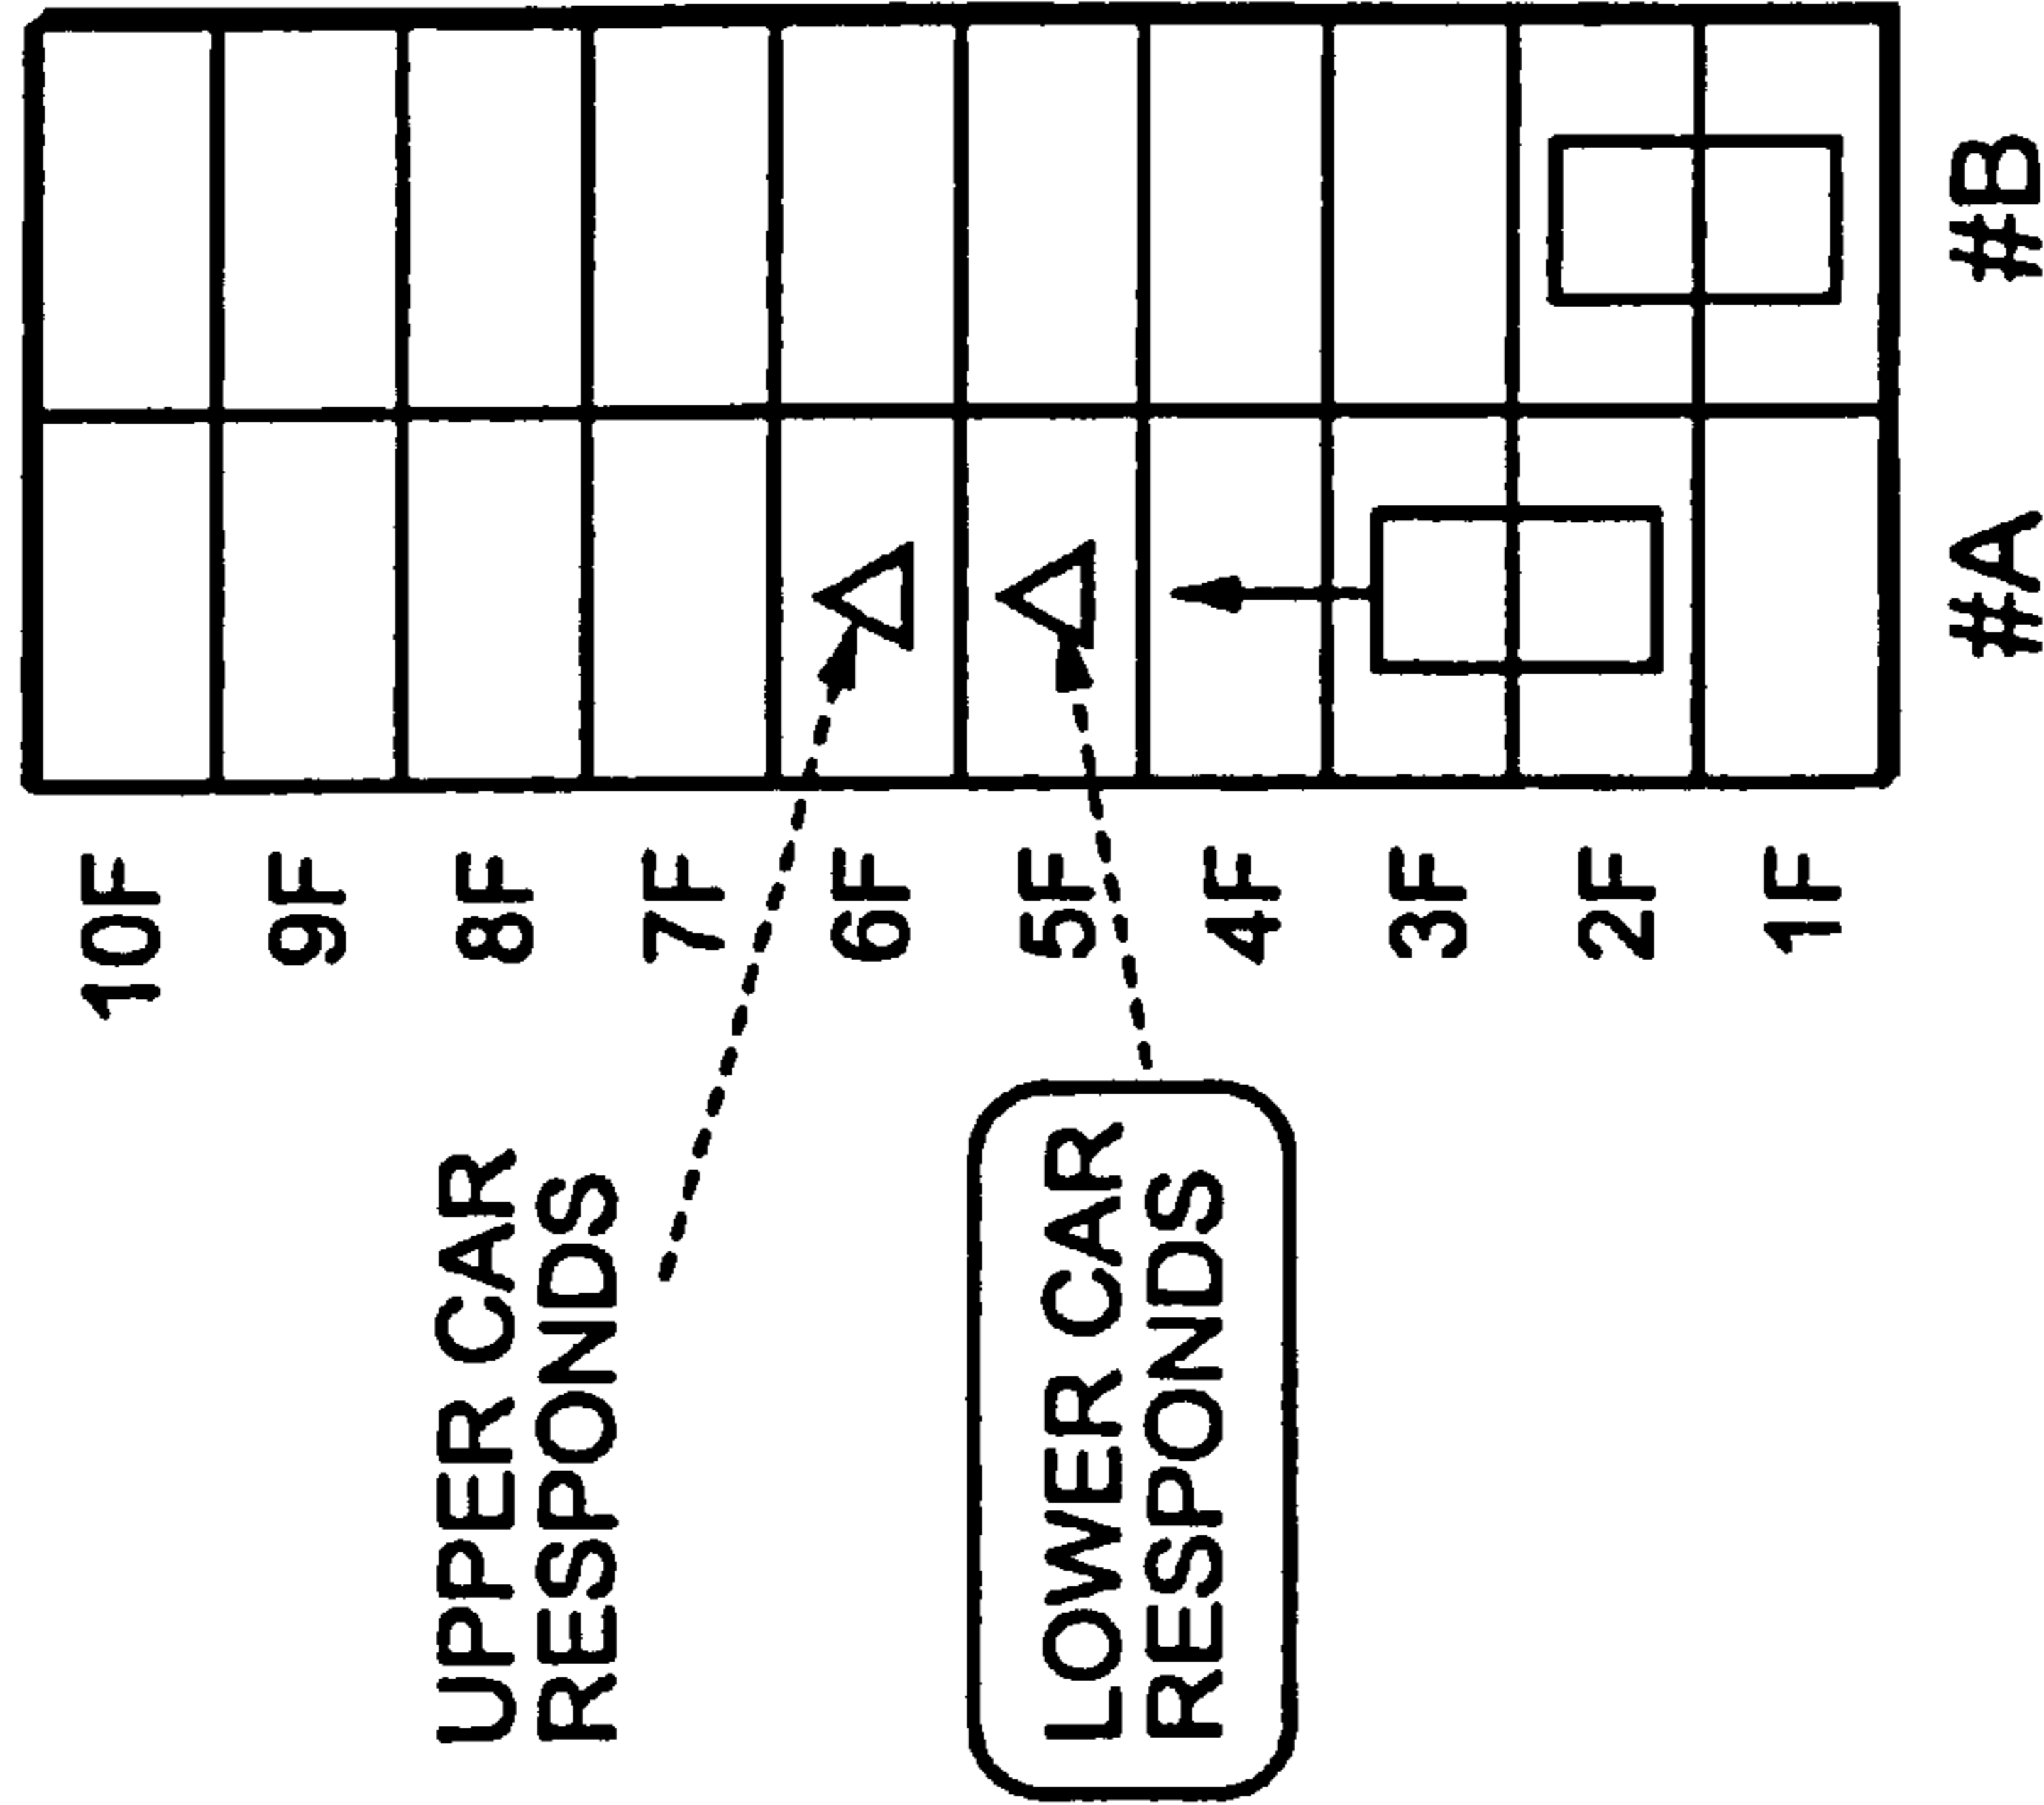 10F
9F
8F
7F
6F
5F
4F
3F
2F
1F
UPPER CAR
RESPONDS
LOWER CAR
RESPONDS
#A
#B